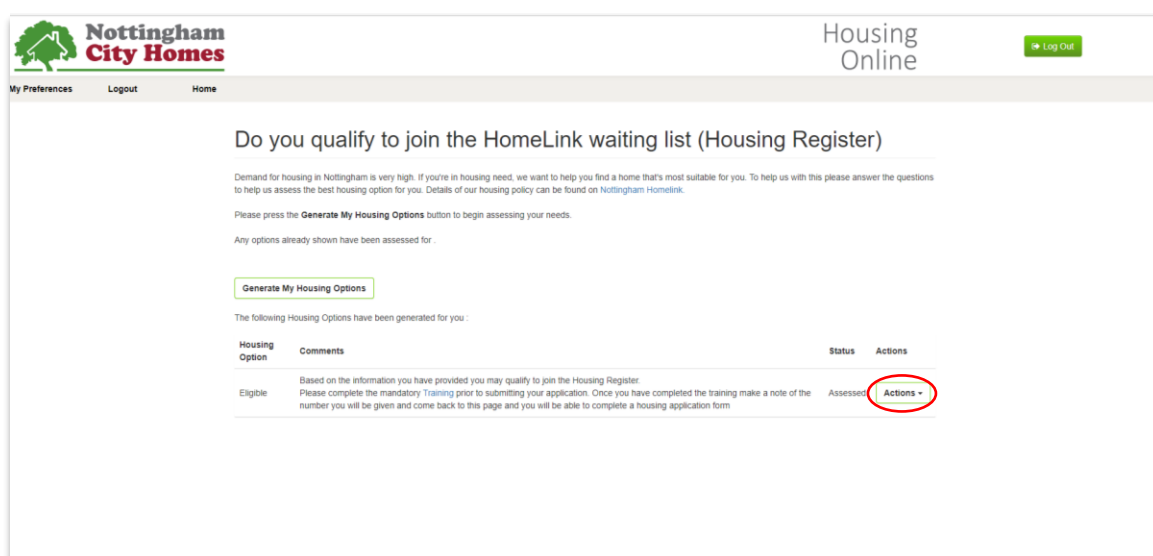 Nottingham
City Homes
Housing
Online
Log Out
My Preferences Logout Home
Do you qualify to join the HomeLink waiting list (Housing Register)
Demand for housing in Nottingham is very high. If you're in housing need, we want to help you find a home that's most suitable for you. To help us with this please answer the questions
to help us assess the best housing option for you. Details of our housing policy can be found on Nottingham Homelink.
Please press the Generate My Housing Options button to begin assessing your needs.
Any options already shown have been assessed for .
Generate My Housing Options
The following Housing Options have been generated for you :
Housing
Option Comments Status Actions
Based on the information you have provided you may qualify to join the Housing Register.
Eligible Please complete the mandatory Training prior to submitting your application. Once you have completed the training make a note of the Assessed Actions
number you will be given and come back to this page and you will be able to complete a housing application form